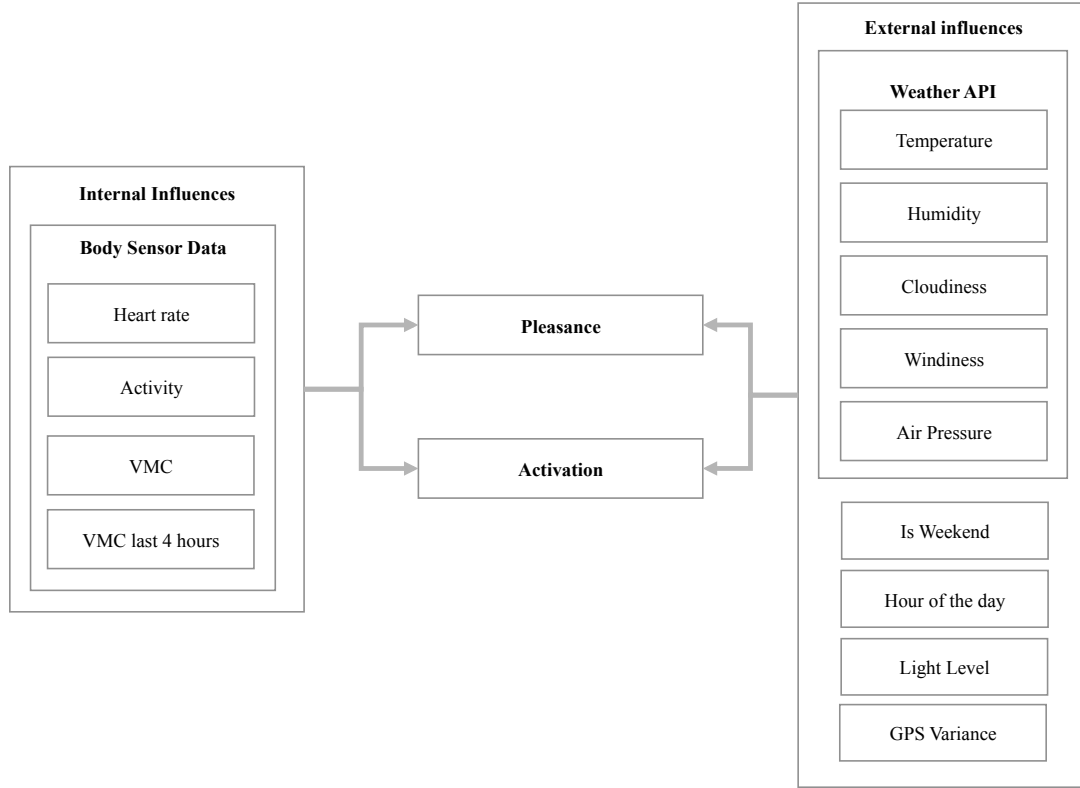 Internal Influences
Body Sensor Data
Heart rate
Activity
VMC
VMC last 4 hours
Pleasance
Activation
External influences
Weather API
Temperature
Humidity
Cloudiness
Windiness
Air Pressure
Is Weekend
Hour of the day
Light Level
GPS Variance